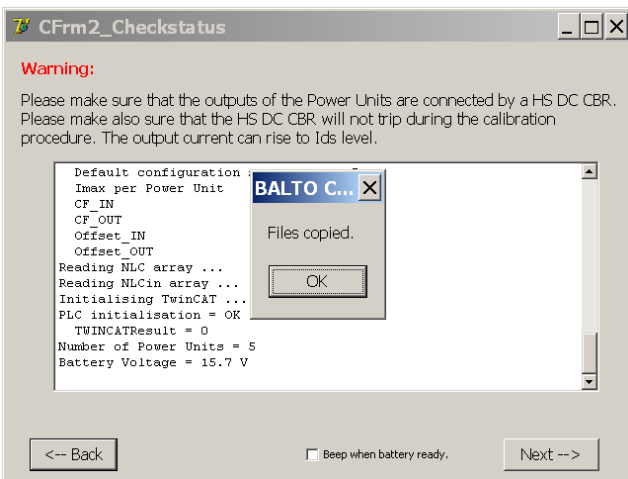 CFrm2_Checkstatus
Warning:
Please make sure that the outputs of the Power Units are connected by a HS DC CBR.
Please make also sure that the HS DC CBR will not trip during the calibration
procedure. The output current can rise to Ids level.
Default configuration
Imax per Power Unit
CF_IN
CF_OUT
Offset_IN
Offset_OUT
Reading NLC array ...
Reading NLCin array ...
Initialising TwinCAT ...
PLC initialisation = OK
TWINCATResult = 0
Number of Power Units = 5
Battery Voltage = 15.7 V
BALTO C...
Files copied.
OK
<-- Back
Beep when battery ready.
Next -->